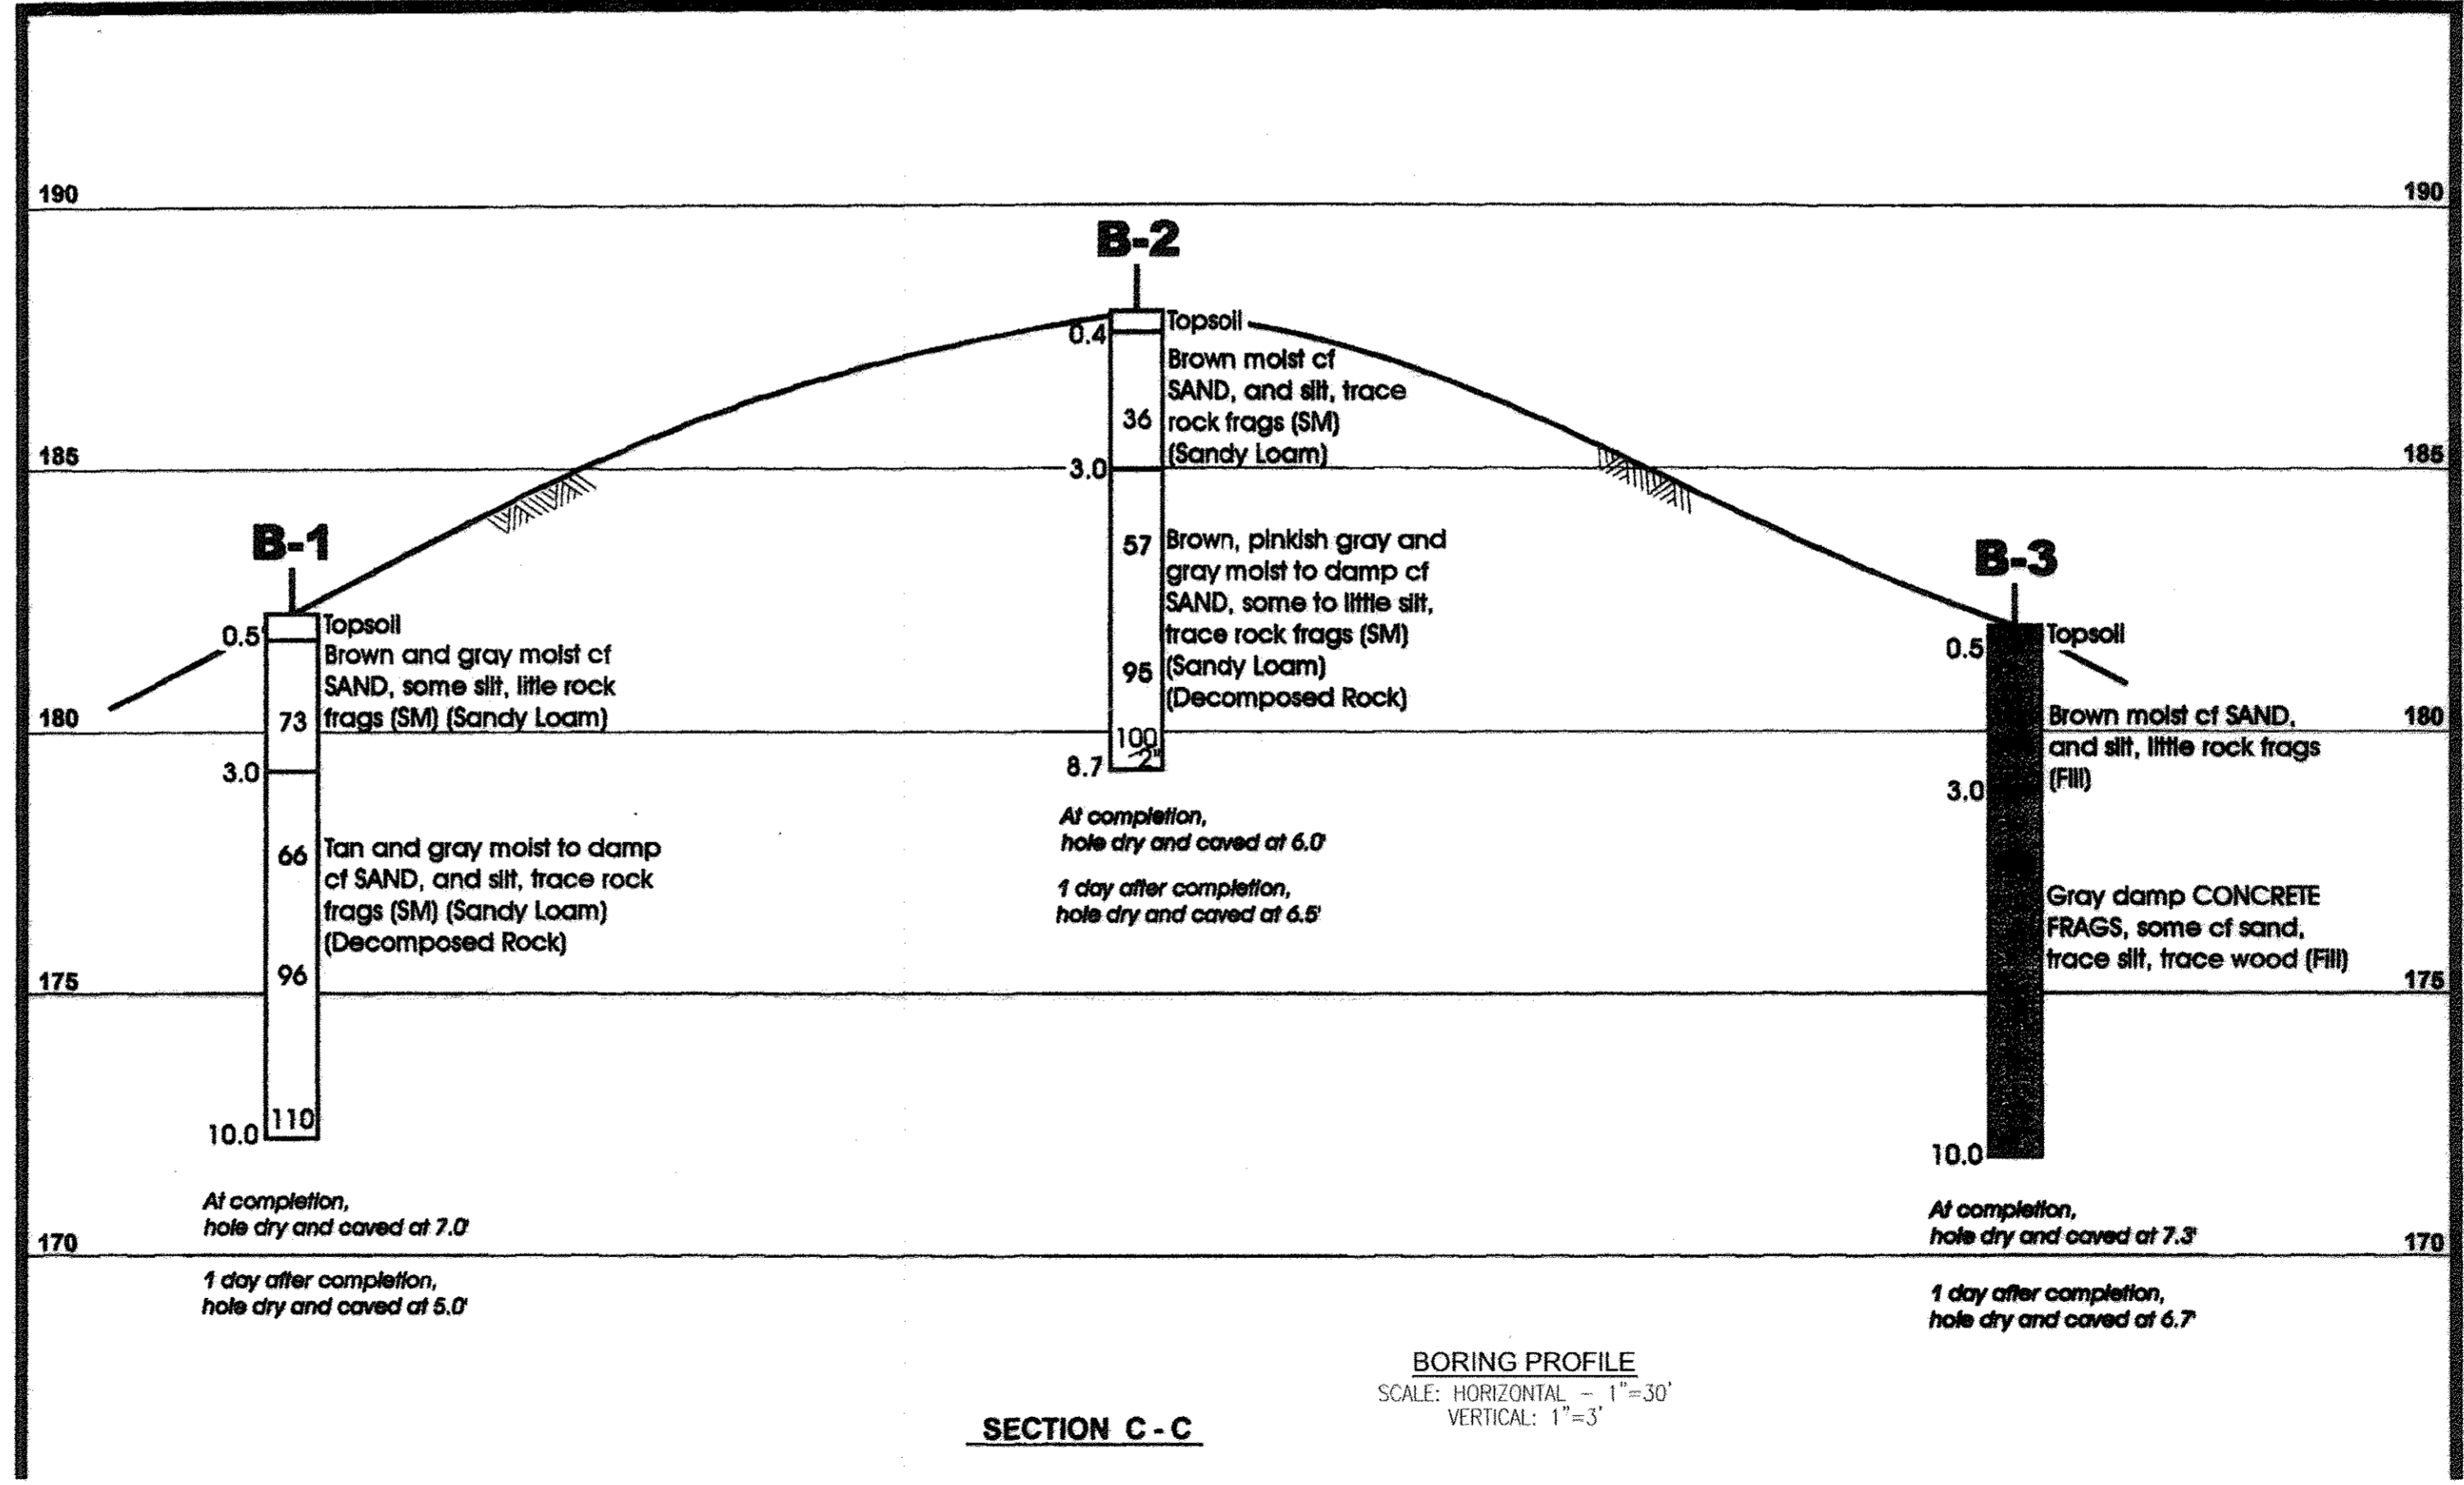 190
190
B-2
0.4
Topsoil
Brown moist cf
SAND, and silt, trace
rock frags (SM)
(Sandy Loam)
36
185
3.0
185
B-1
57
Brown, pinkish gray and
gray moist to damp cf
SAND, some to little silt,
trace rock frags (SM)
(Sandy Loam)
(Decomposed Rock)
95
100
2"
8.7
At completion,
hole dry and caved at 6.0'
1 day after completion,
hole dry and caved at 6.5'
0.5'
Topsoil
Brown and gray moist cf
SAND, some silt, little rock
frags (SM) (Sandy Loam)
73
180
3.0
66
Tan and gray moist to damp
cf SAND, and silt, trace rock
frags (SM) (Sandy Loam)
(Decomposed Rock)
96
175
110
10.0
At completion,
hole dry and caved at 7.0'
170
1 day after completion,
hole dry and caved at 5.0'
B-3
0.5
Topsoil
Brown moist cf SAND,
and silt, little rock frags
(Fill)
180
3.0
Gray damp CONCRETE
FRAGS, some cf sand,
trace silt, trace wood (Fill)
175
10.0
At completion,
hole dry and caved at 7.3'
170
1 day after completion,
hole dry and caved at 6.7'
BORING PROFILE
SCALE: HORIZONTAL - 1"=30'
VERTICAL: 1"=3'
SECTION C - C